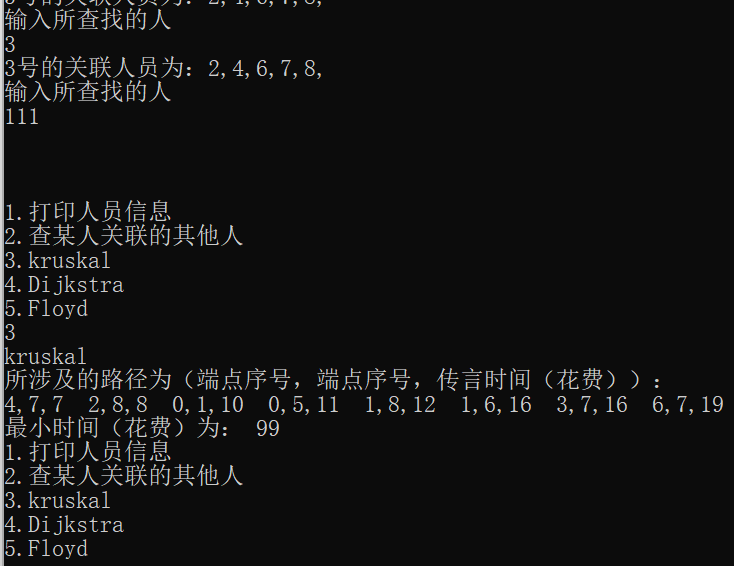 3号的关联人员为：2,4,6,7,8,
输入所查找的人
3
3号的关联人员为：2,4,6,7,8,
输入所查找的人
111
1.打印人员信息
2.查某人关联的其他人
3.kruskal
4.Dijkstra
5.Floyd
3
kruskal
所涉及的路径为（端点序号，端点序号，传言时间（花费））：
4,7,7  2,8,8  0,1,10  0,5,11  1,8,12  1,6,16  3,7,16  6,7,19
最小时间（花费）为： 99
1.打印人员信息
2.查某人关联的其他人
3.kruskal
4.Dijkstra
5.Floyd